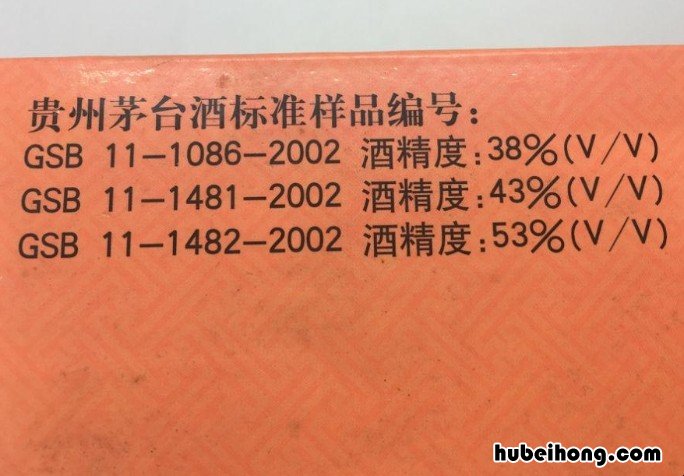 贵州茅台酒标准样品编号：
GSB 11-1086-2002 酒精度:38%(V/V)
GSB 11-1481-2002 酒精度:43%(V/V)
GSB 11-1482-2002 酒精度:53%(V/V)
hubeihong.com